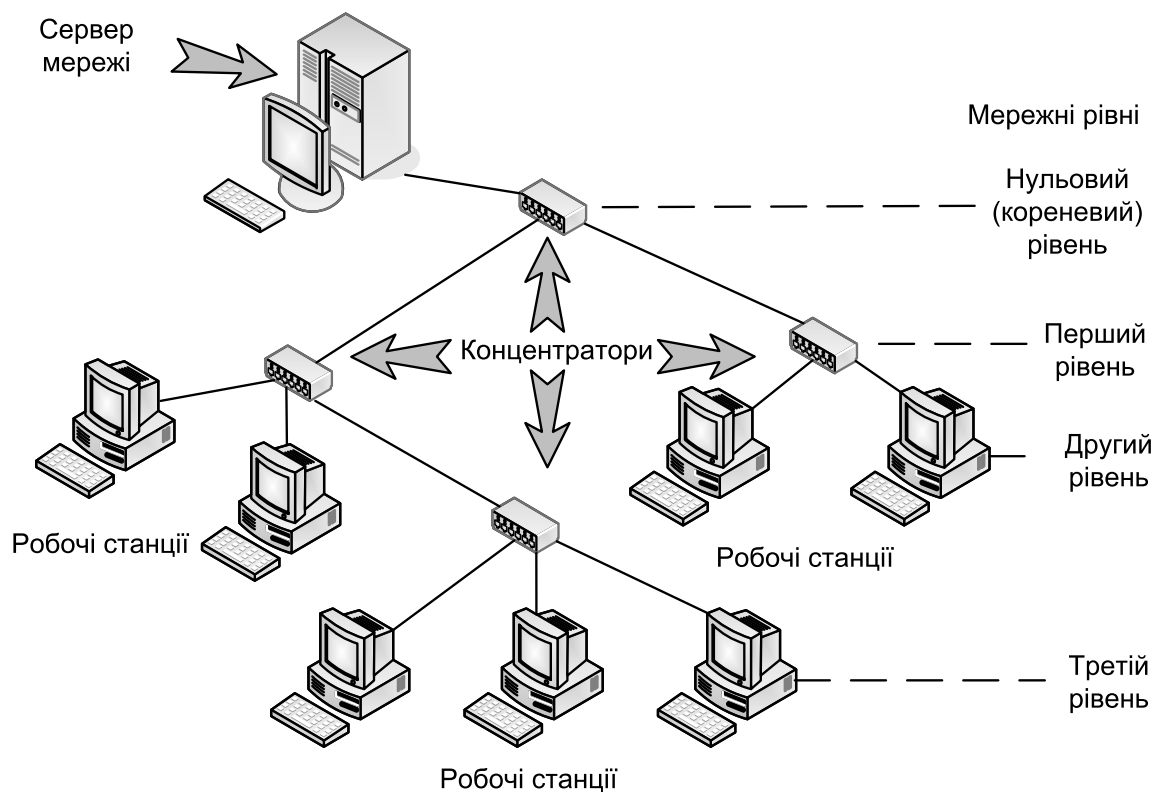 Сервер
мережі
Мережні рівні
Нульовий
(кореневий)
рівень
Концентратори
Перший
рівень
Другий
рівень
Робочі станції
Робочі станції
Третій
рівень
Робочі станції